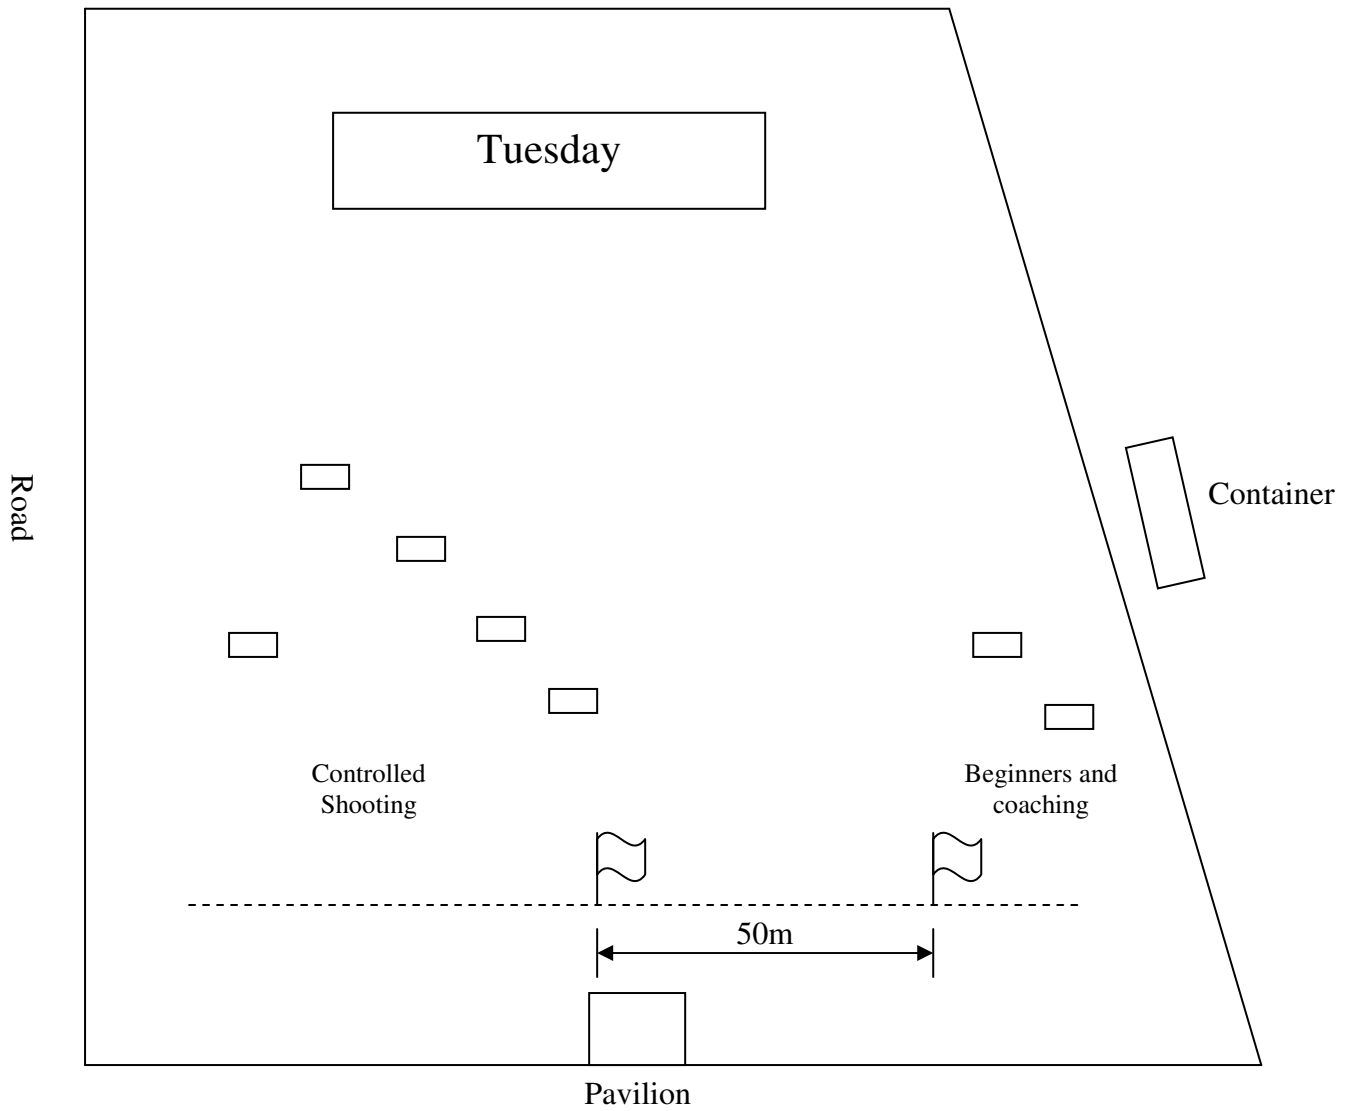 Tuesday
Road
Container
Controlled
Shooting
Beginners and
coaching
50m
Pavilion